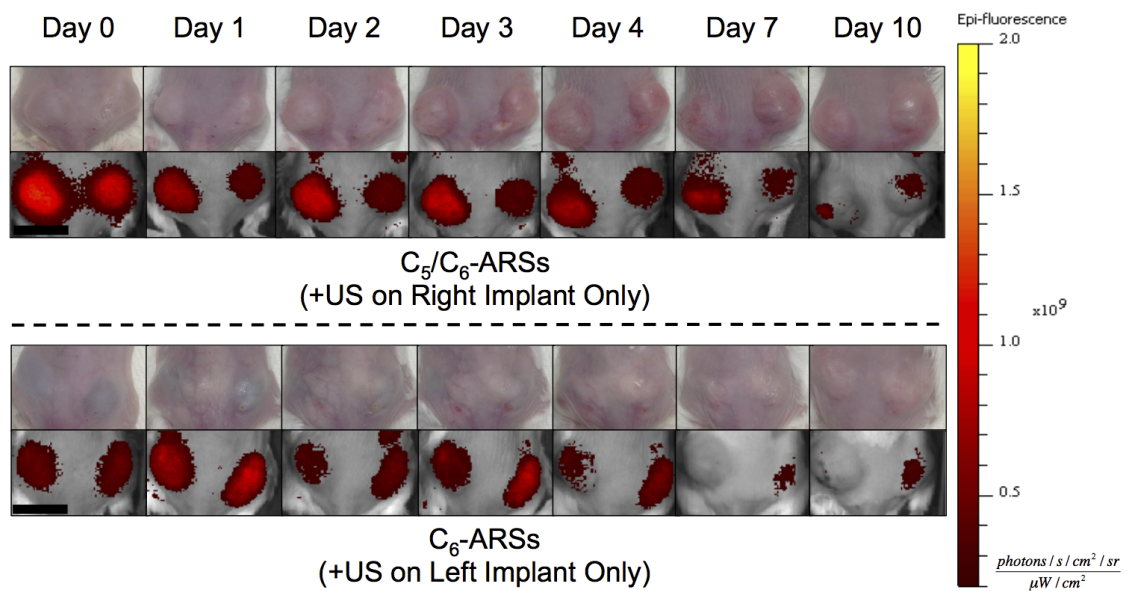 Day 0 Day 1 Day 2 Day 3 Day 4 Day 7 Day 10
Epi-fluorescence
2.0
1.5
x10⁹
1.0
0.5
photons / s / cm² / sr
μW / cm²
C₅/C₆-ARSs
(+US on Right Implant Only)
C₆-ARSs
(+US on Left Implant Only)